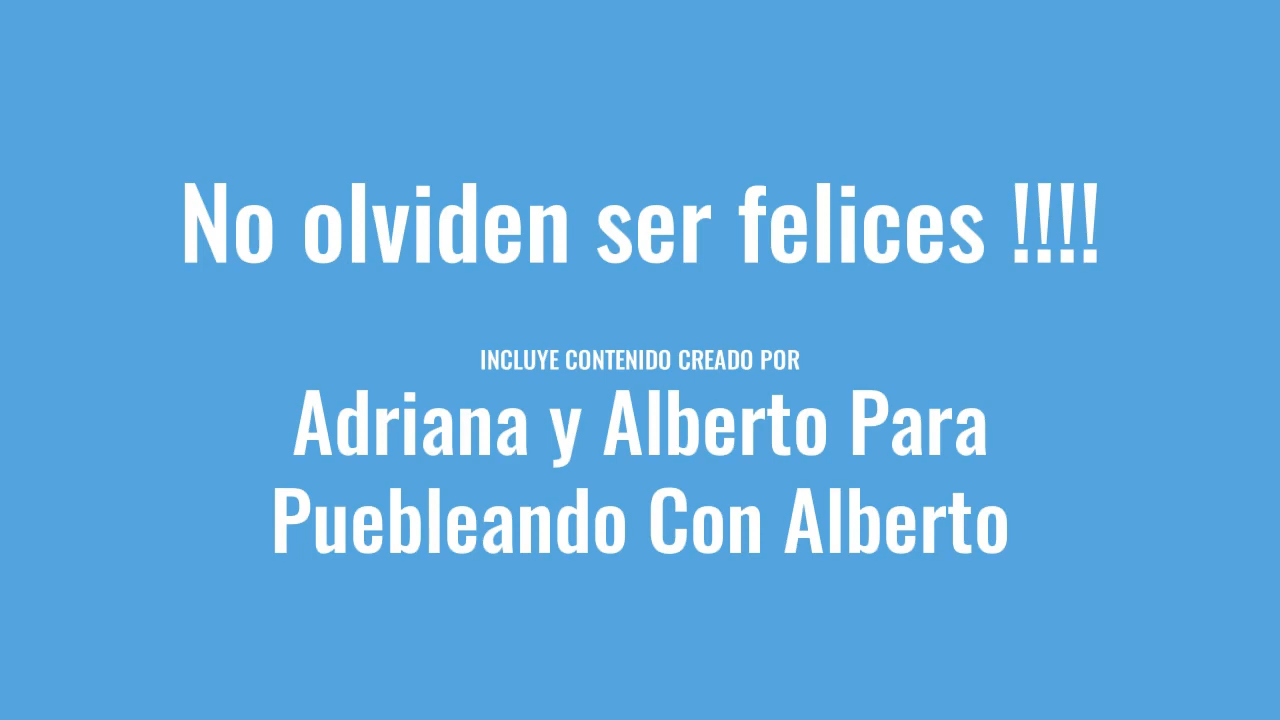 No olviden ser felices !!!!
INCLUYE CONTENIDO CREADO POR
Adriana y Alberto Para
Puebleando Con Alberto